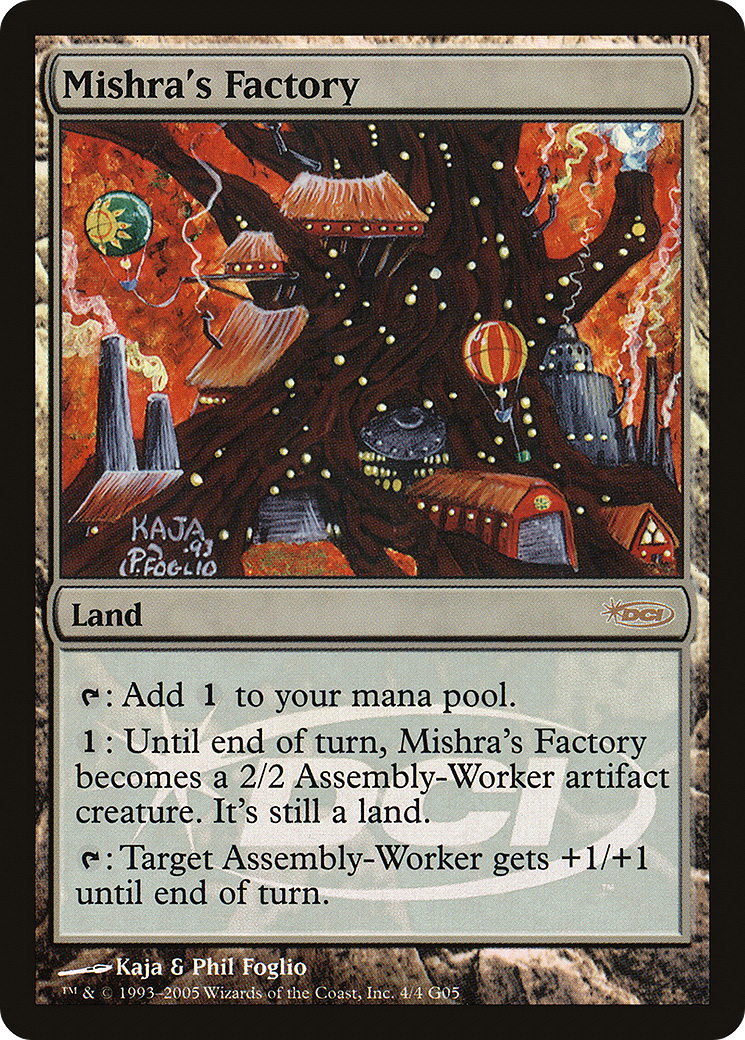 Mishra's Factory
KAJA
.93
P.FOGLIO
Land
DCI
: Add 1 to your mana pool.
1 : Until end of turn, Mishra's Factory
becomes a 2/2 Assembly-Worker artifact
creature. It's still a land.
: Target Assembly-Worker gets +1/+1
until end of turn.
DCI
™
Kaja & Phil Foglio
™ & © 1993–2005 Wizards of the Coast, Inc. 4/4 G05